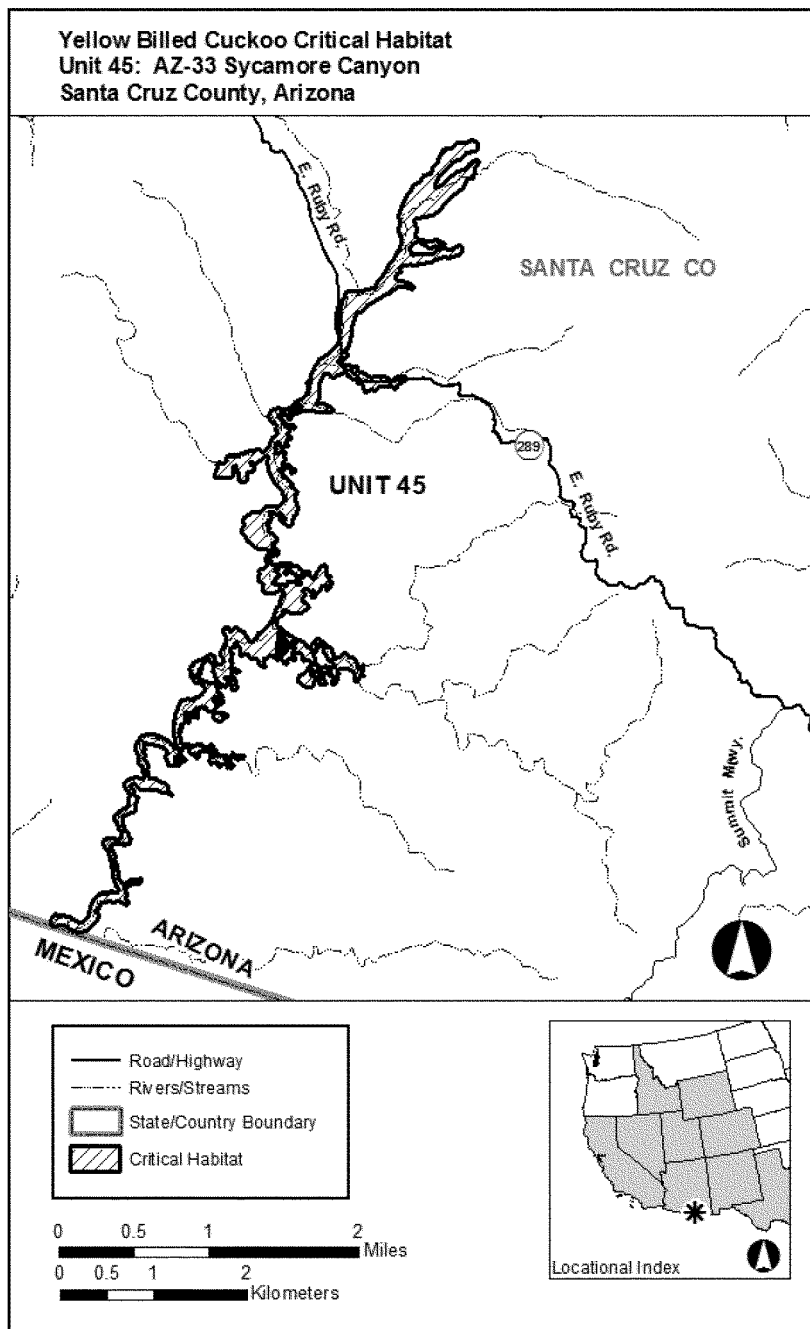 Yellow Billed Cuckoo Critical Habitat
Unit 45: AZ-33 Sycamore Canyon
Santa Cruz County, Arizona
E. Ruby Rd.
SANTA CRUZ CO
289
UNIT 45
E. Ruby Rd.
Summit Mtwy.
ARIZONA
MEXICO
Road/Highway
Rivers/Streams
State/Country Boundary
Critical Habitat
0 0.5 1 2
Miles
0 0.5 1 2
Kilometers
Locational Index